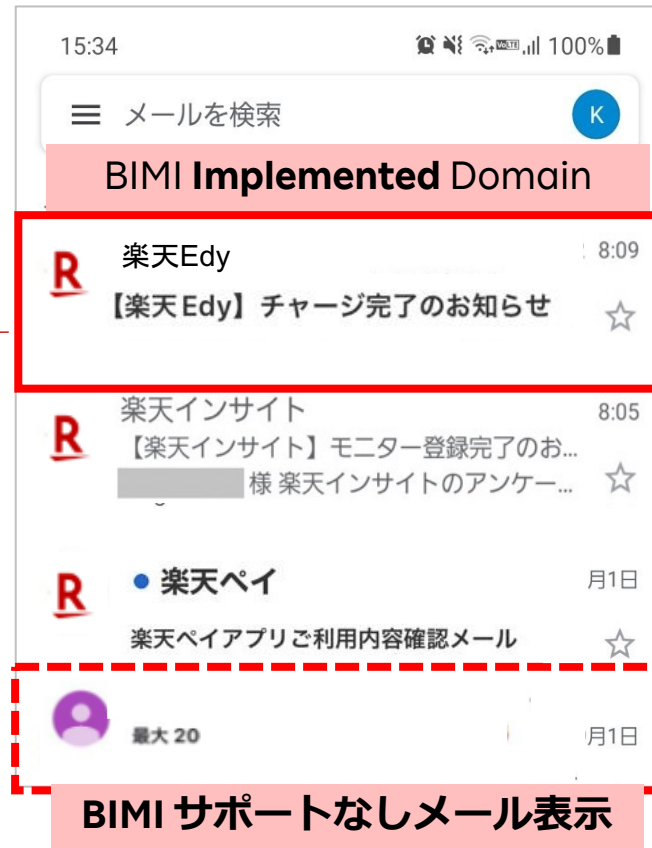 15:34 100%
メールを検索 K
BIMI Implemented Domain
R 楽天Edy 8:09
【楽天Edy】チャージ完了のお知らせ
R 楽天インサイト 8:05
【楽天インサイト】モニター登録完了のお...
様 楽天インサイトのアンケー...
R 楽天ペイ 月1日
楽天ペイアプリご利用内容確認メール
最大 20 月1日
BIMI サポートなしメール表示